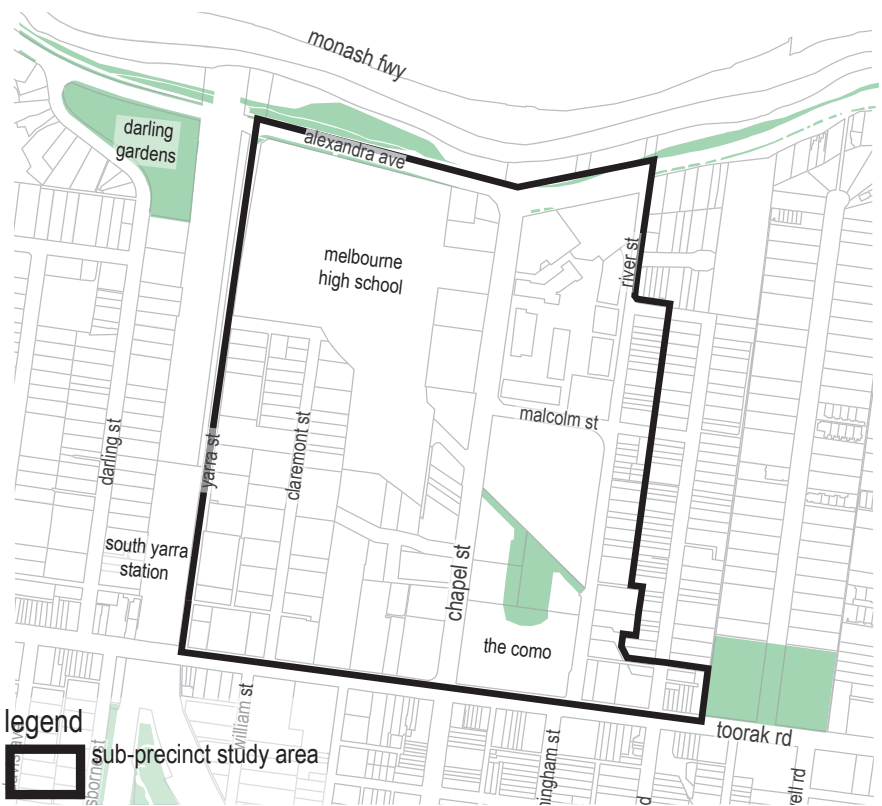 monash fwy
darling
gardens
alexandra ave
melbourne
high school
river st
malcolm st
claremont st
darling st
yarra st
south yarra
station
chapel st
the como
william st
toorak rd
legend
sub-precinct study area